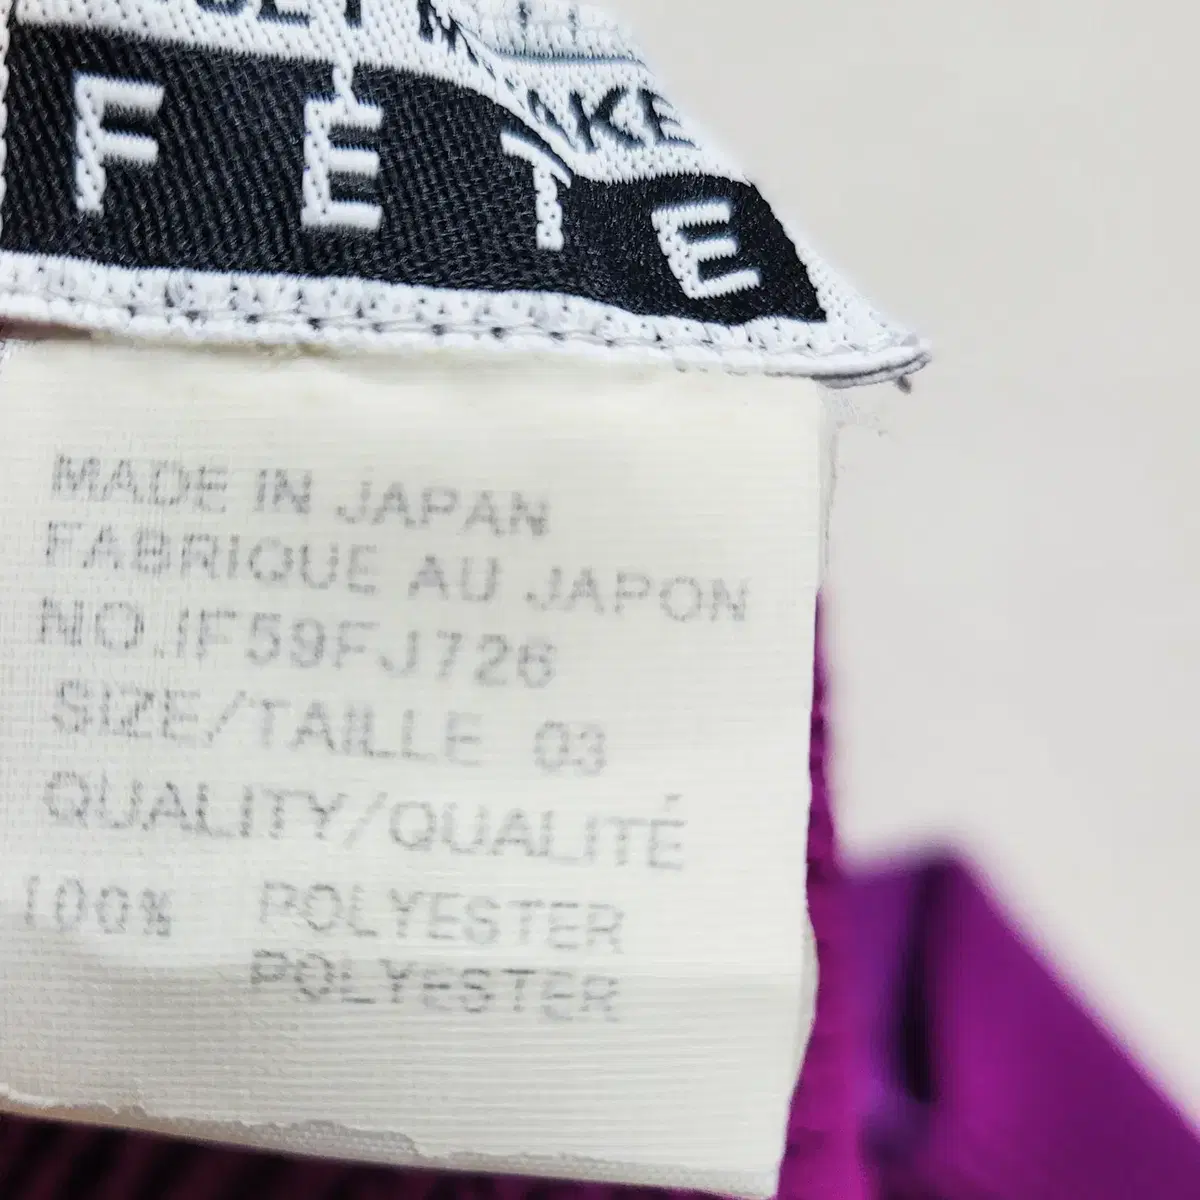 FETE
MADE IN JAPAN
FABRIQUE AU JAPON
NO.IF59FJ726
SIZE/TAILLE 03
QUALITY/QUALITÉ
100% POLYESTER
POLYESTER